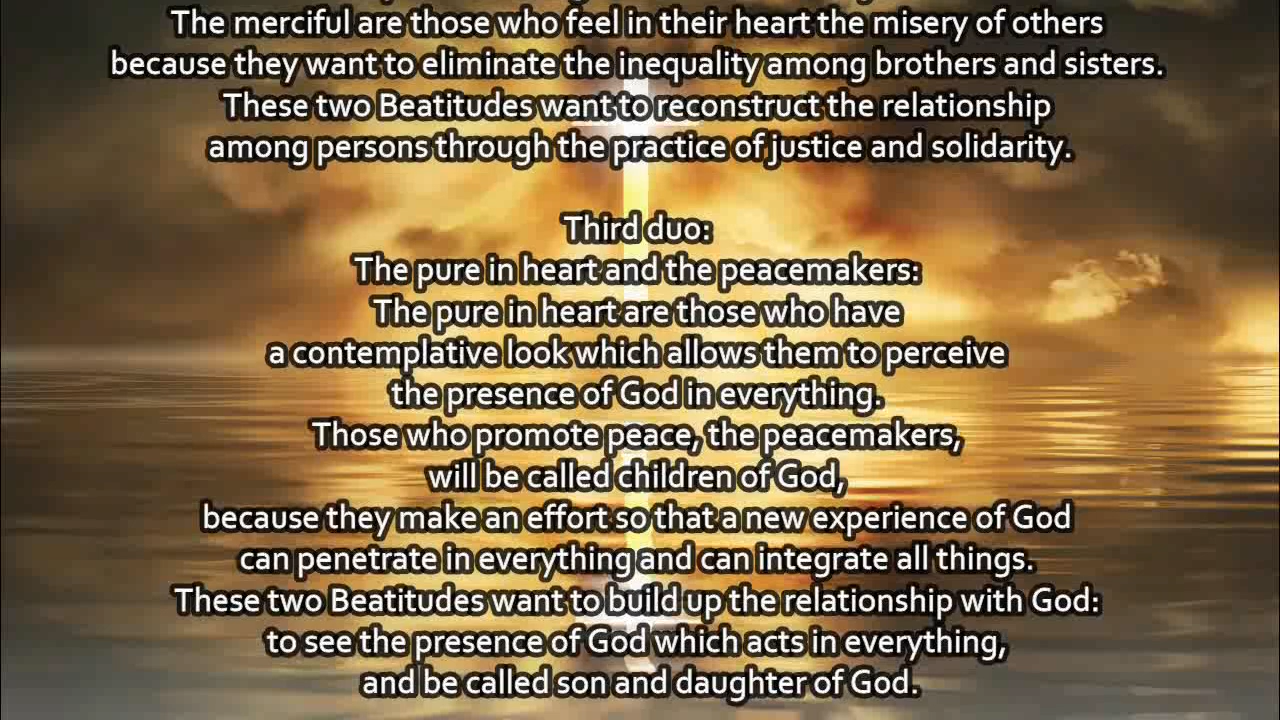 The merciful are those who feel in their heart the misery of others
because they want to eliminate the inequality among brothers and sisters.
These two Beatitudes want to reconstruct the relationship
among persons through the practice of justice and solidarity.
Third duo:
The pure in heart and the peacemakers:
The pure in heart are those who have
a contemplative look which allows them to perceive
the presence of God in everything.
Those who promote peace, the peacemakers,
will be called children of God,
because they make an effort so that a new experience of God
can penetrate in everything and can integrate all things.
These two Beatitudes want to build up the relationship with God:
to see the presence of God which acts in everything,
and be called son and daughter of God.